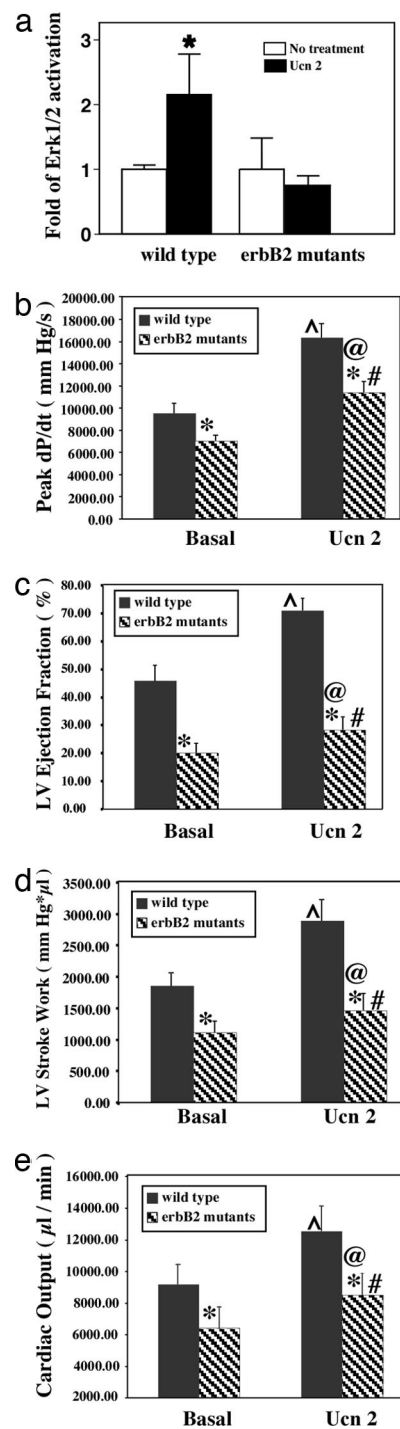 a
Fold of Erk1/2 activation
3
2
1
0
*
No treatment
Ucn 2
wild type
erbB2 mutants
b
Peak dP/dt ( mm Hg/s )
20000.00
18000.00
16000.00
14000.00
12000.00
10000.00
8000.00
6000.00
4000.00
2000.00
0.00
wild type
erbB2 mutants
*
^
@
* #
Basal
Ucn 2
c
LV Ejection Fraction ( % )
80.00
70.00
60.00
50.00
40.00
30.00
20.00
10.00
0.00
wild type
erbB2 mutants
*
^
@
* #
Basal
Ucn 2
d
LV Stroke Work ( mm Hg*µl )
3500.00
3000.00
2500.00
2000.00
1500.00
1000.00
500.00
0.00
wild type
erbB2 mutants
*
^
@
* #
Basal
Ucn 2
e
Cardiac Output ( µl / min )
16000.00
14000.00
12000.00
10000.00
8000.00
6000.00
4000.00
2000.00
wild type
erbB2 mutants
*
^
@
* #
Basal
Ucn 2